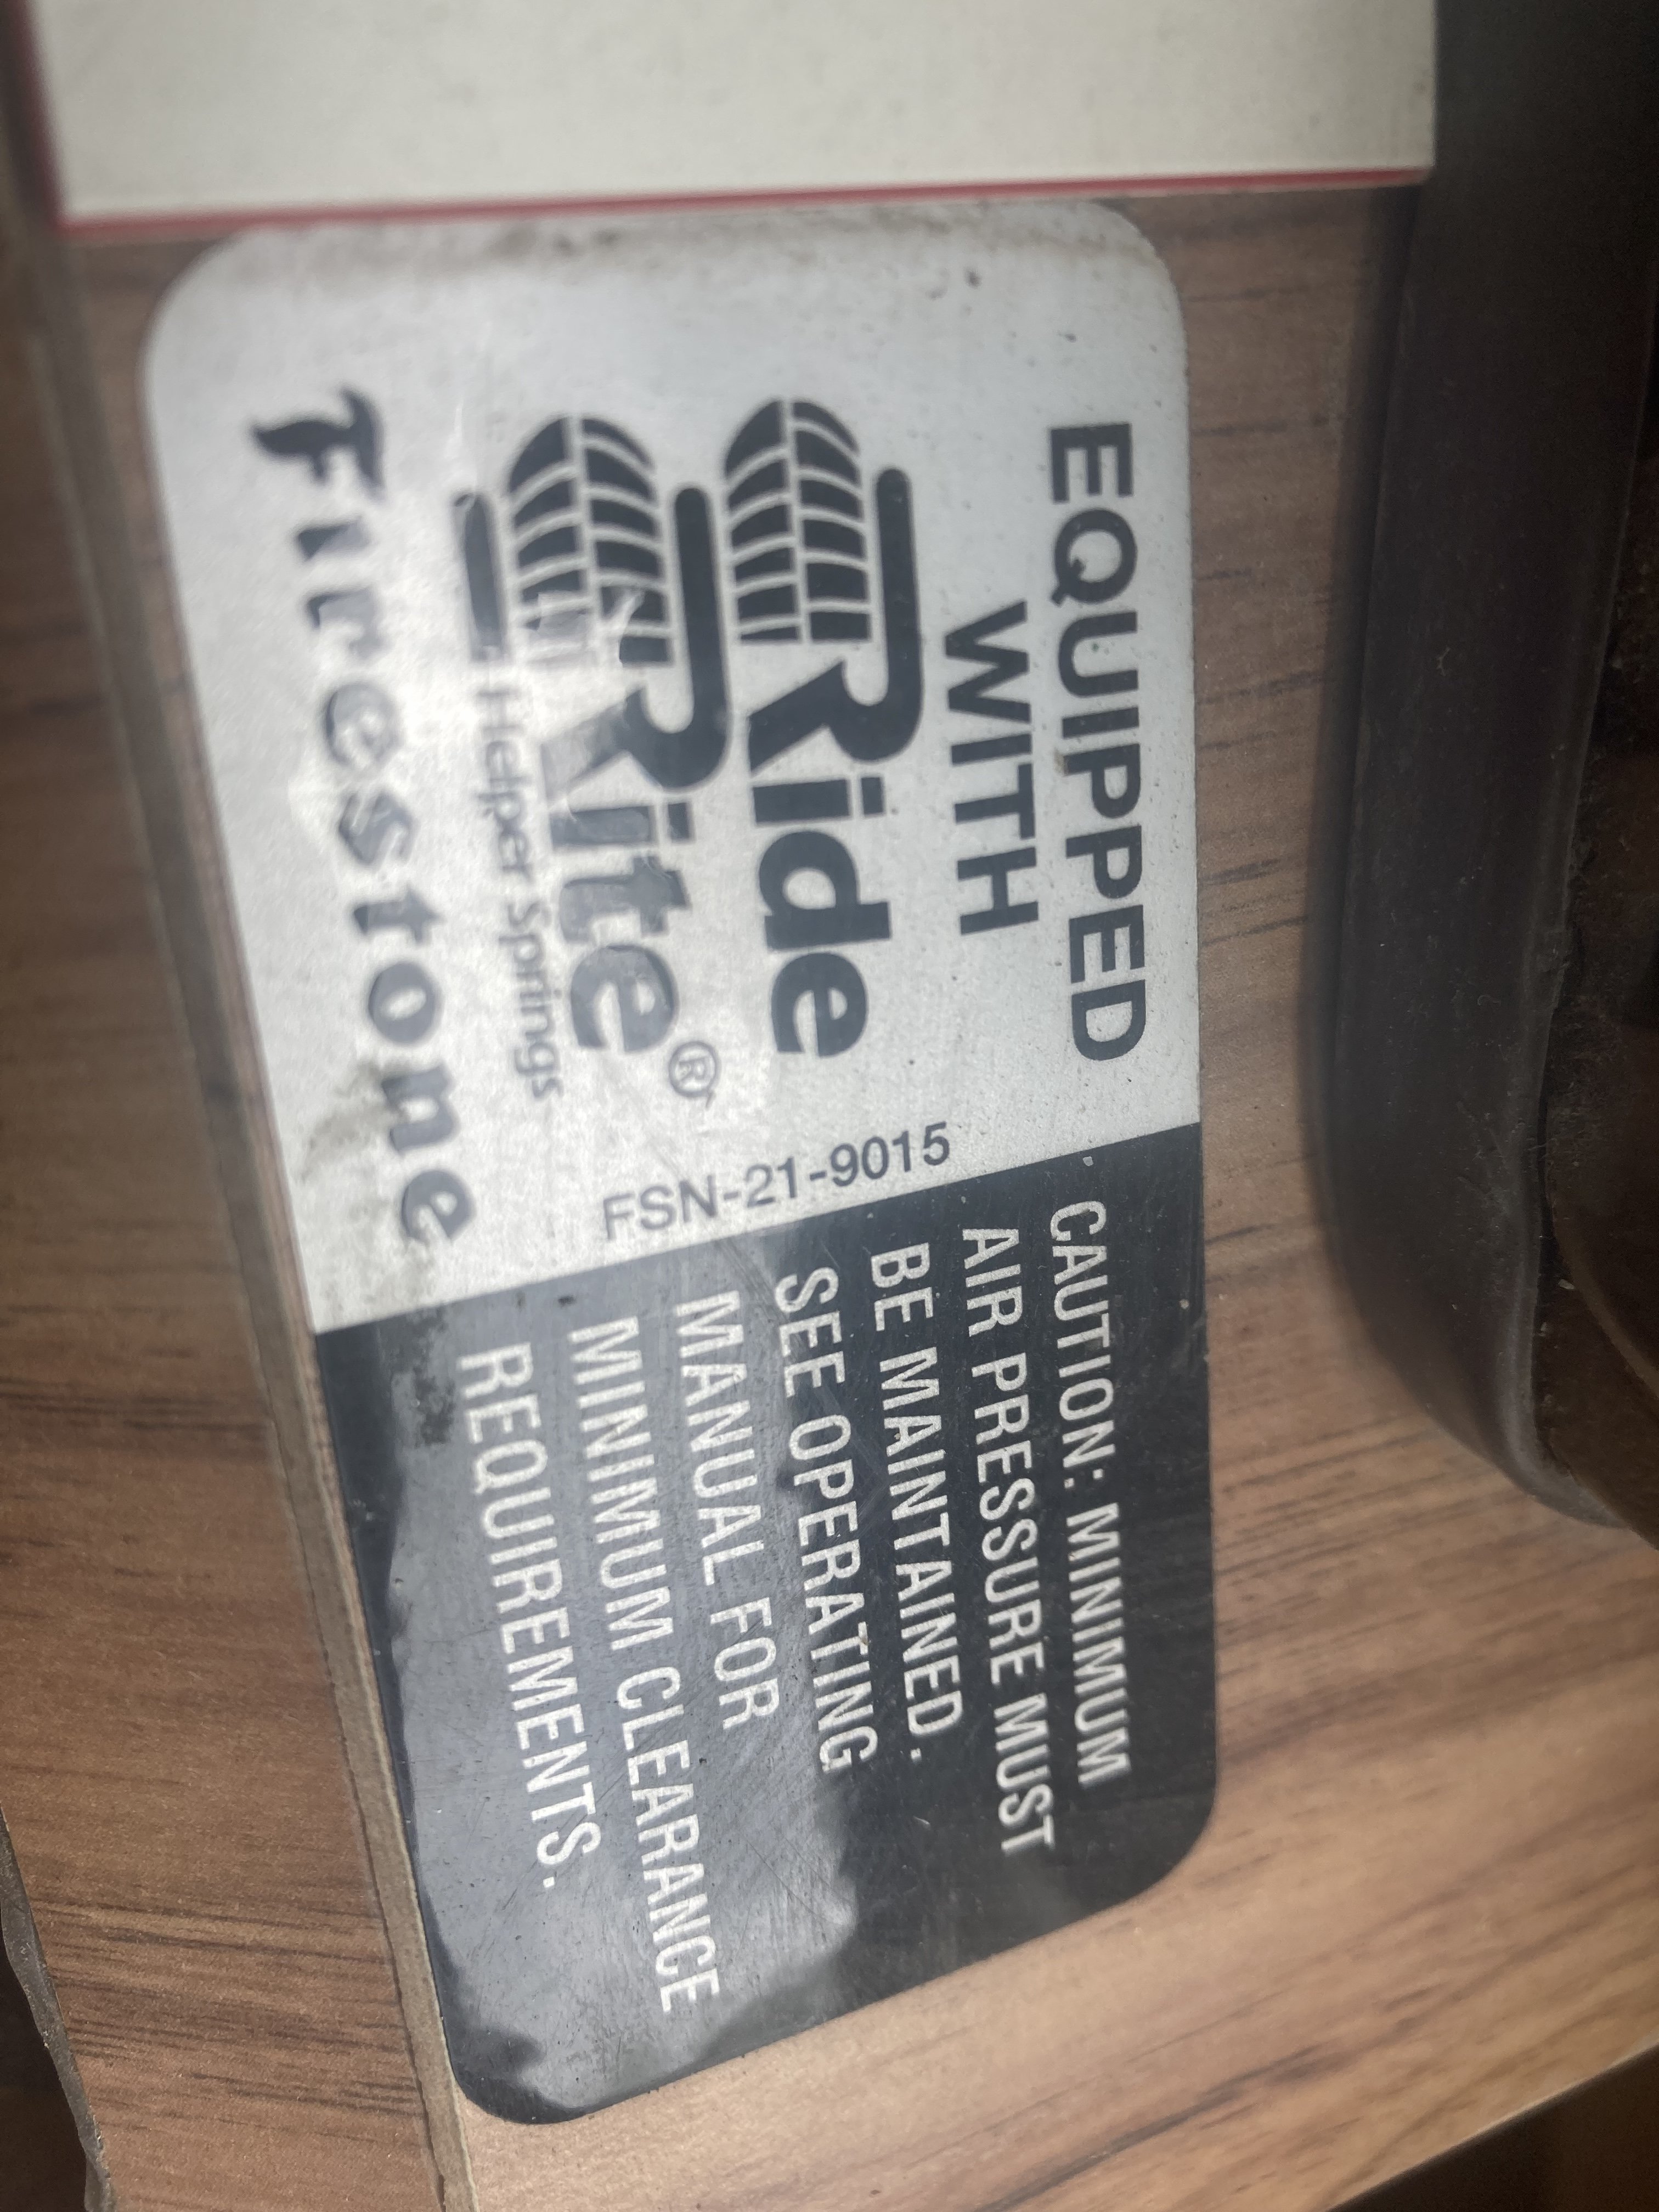 EQUIPPED
WITH
Ride
Rite®
Helper Springs
Firestone
FSN-21-9015
CAUTION: MINIMUM
AIR PRESSURE MUST
BE MAINTAINED.
SEE OPERATING
MANUAL FOR
MINIMUM CLEARANCE
REQUIREMENTS.